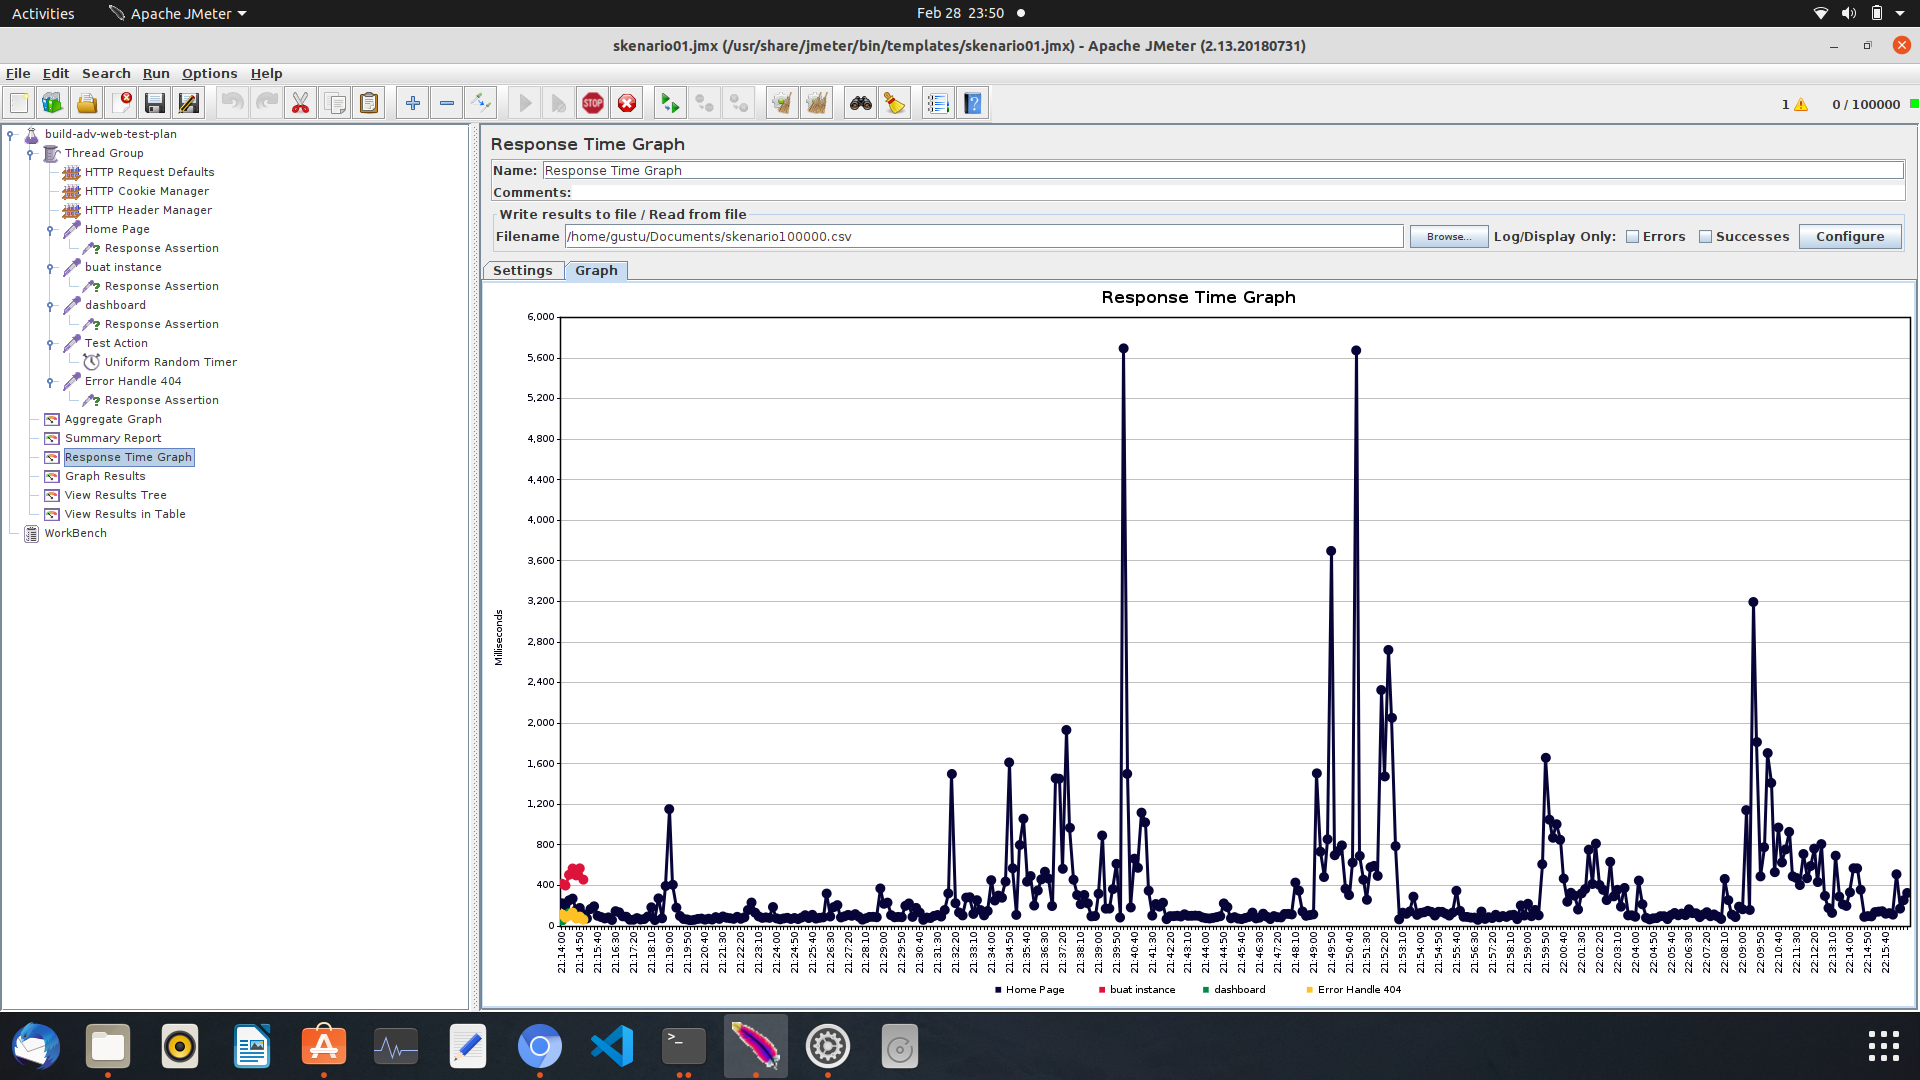 Activities
Apache JMeter
Feb 28 23:50
skenario01.jmx (/usr/share/jmeter/bin/templates/skenario01.jmx) - Apache JMeter (2.13.20180731)
File Edit Search Run Options Help
STOP
1 0 / 100000
build-adv-web-test-plan
Thread Group
HTTP Request Defaults
HTTP Cookie Manager
HTTP Header Manager
Home Page
Response Assertion
buat instance
Response Assertion
dashboard
Response Assertion
Test Action
Uniform Random Timer
Error Handle 404
Response Assertion
Aggregate Graph
Summary Report
Response Time Graph
Graph Results
View Results Tree
View Results in Table
WorkBench
Response Time Graph
Name: Response Time Graph
Comments:
Write results to file / Read from file
Filename /home/gustu/Documents/skenario100000.csv Browse... Log/Display Only: Errors Successes Configure
Settings Graph
Response Time Graph
6,000
5,600
5,200
4,800
4,400
4,000
3,600
3,200
2,800
2,400
2,000
1,600
1,200
800
400
0
Milliseconds
21:14:00 21:14:50 21:15:40 21:16:30 21:17:20 21:18:10 21:19:00 21:19:50 21:20:40 21:21:30 21:22:20 21:23:10 21:24:00 21:24:50 21:25:40 21:26:30 21:27:20 21:28:10 21:29:00 21:29:50 21:30:40 21:31:30 21:32:20 21:33:10 21:34:00 21:34:50 21:35:40 21:36:30 21:37:20 21:38:10 21:39:00 21:39:50 21:40:40 21:41:30 21:42:20 21:43:10 21:44:00 21:44:50 21:45:40 21:46:30 21:47:20 21:48:10 21:49:00 21:49:50 21:50:40 21:51:30 21:52:20 21:53:10 21:54:00 21:54:50 21:55:40 21:56:30 21:57:20 21:58:10 21:59:00 21:59:50 22:00:40 22:01:30 22:02:20 22:03:10 22:04:00 22:04:50 22:05:40 22:06:30 22:07:20 22:08:10 22:09:00 22:09:50 22:10:40 22:11:30 22:12:20 22:13:10 22:14:00 22:14:50 22:15:40
Home Page buat instance dashboard Error Handle 404